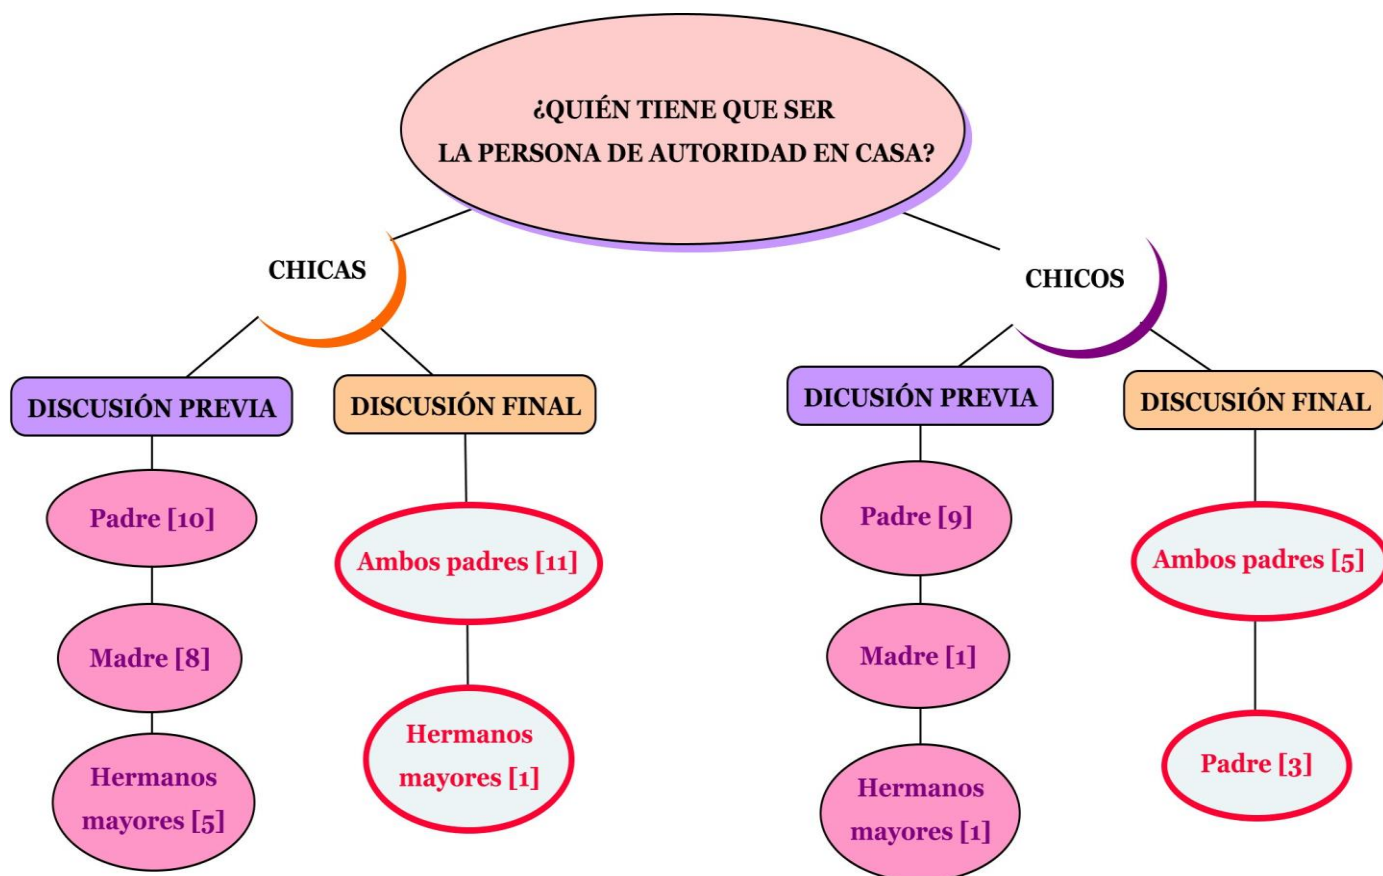 ¿QUIÉN TIENE QUE SER
LA PERSONA DE AUTORIDAD EN CASA?
CHICAS
DISCUSIÓN PREVIA
Padre [10]
Madre [8]
Hermanos
mayores [5]
DISCUSIÓN FINAL
Ambos padres [11]
Hermanos
mayores [1]
CHICOS
DICUSIÓN PREVIA
Padre [9]
Madre [1]
Hermanos
mayores [1]
DISCUSIÓN FINAL
Ambos padres [5]
Padre [3]